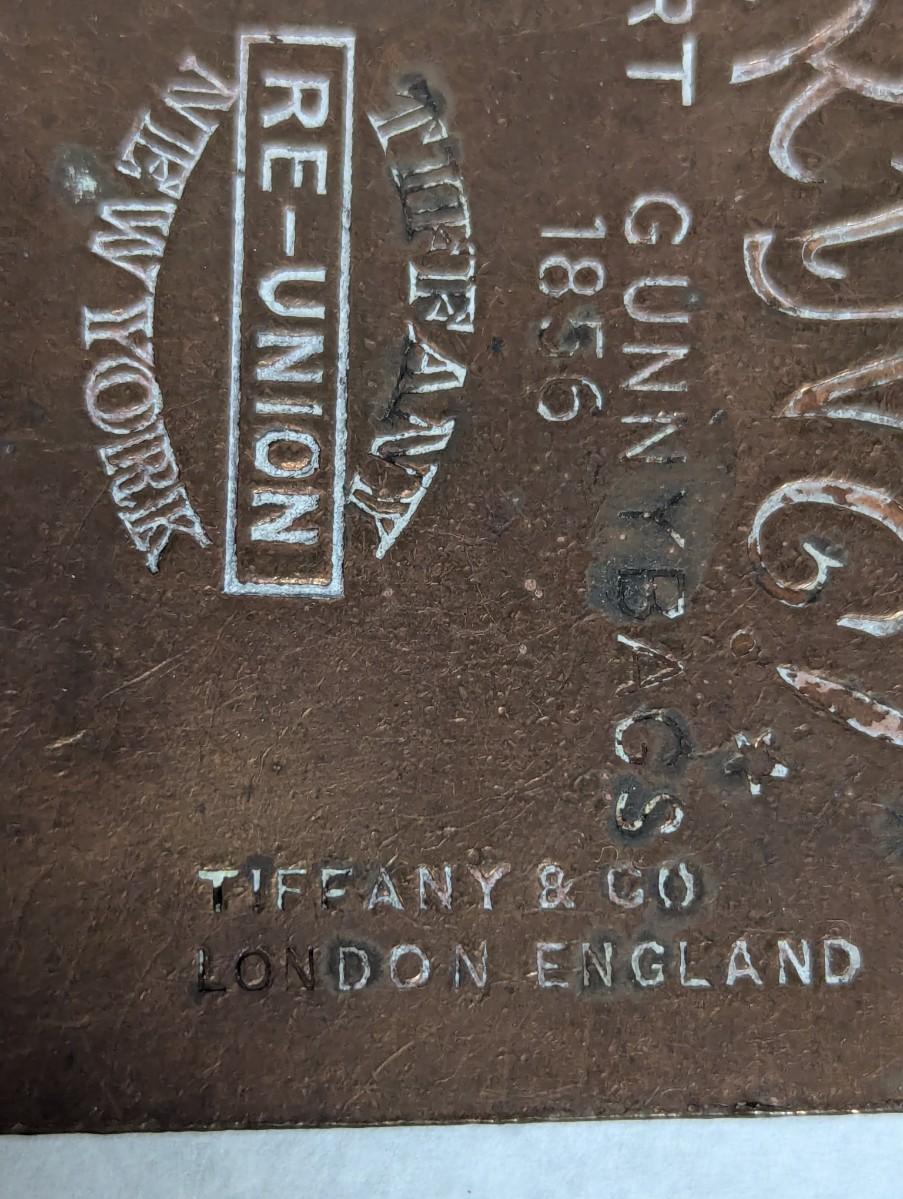 RT GUNNY BAGS
1856
TIFFANY
RE-UNION
NEW YORK
TIFFANY & CO
LONDON ENGLAND